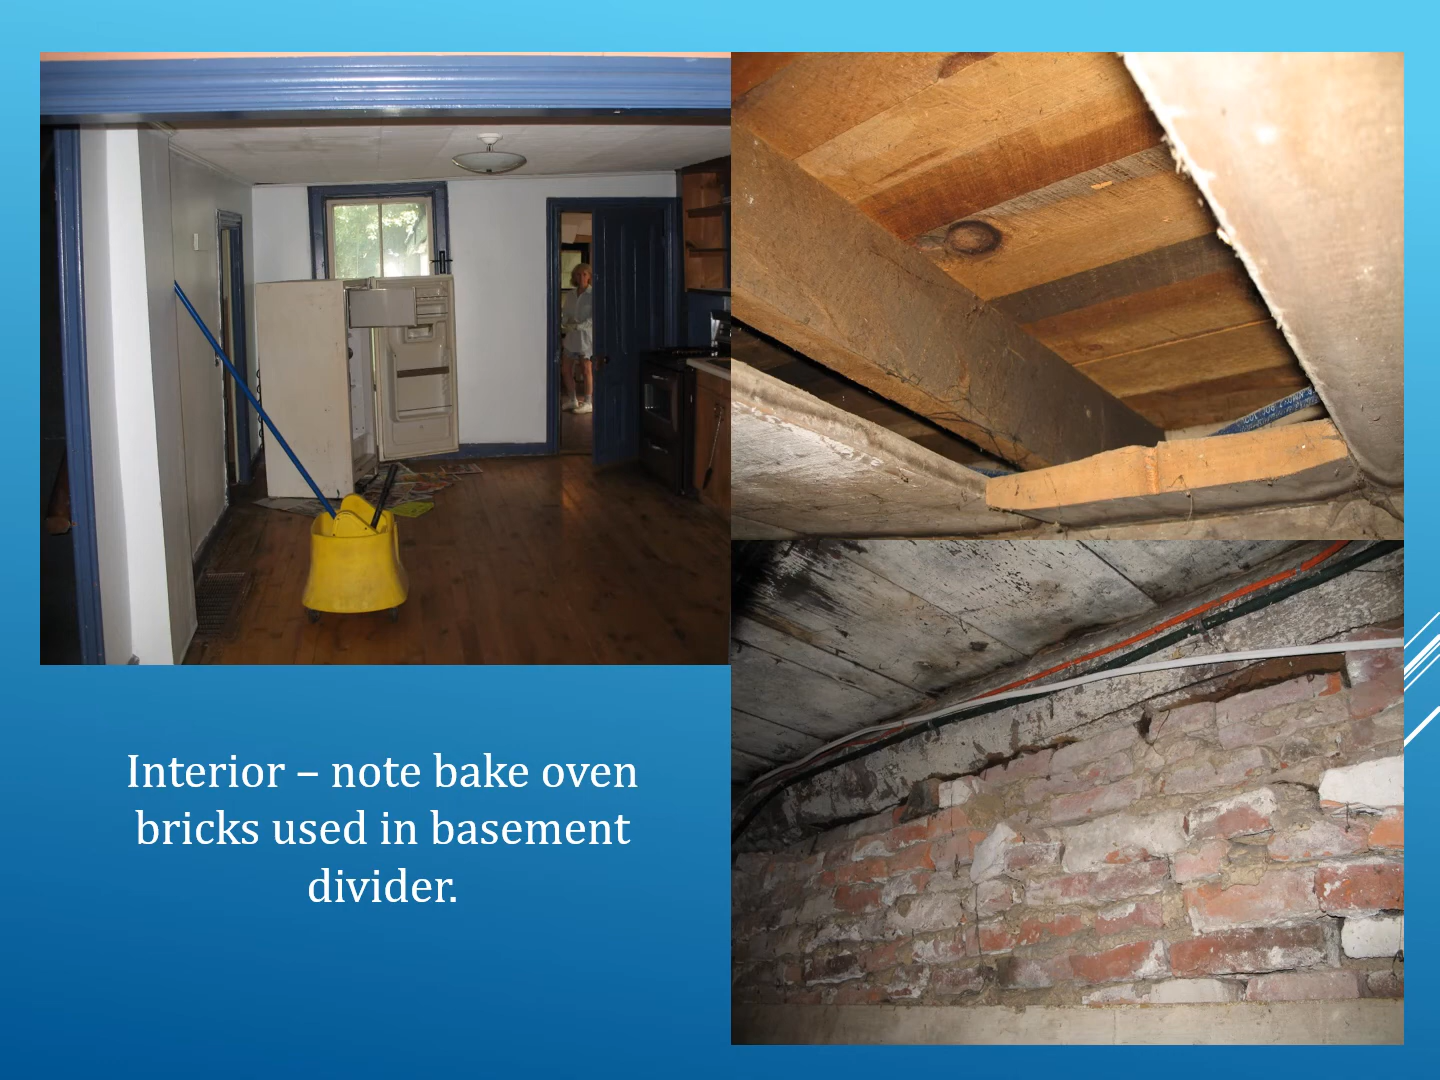 Interior – note bake oven
bricks used in basement
divider.